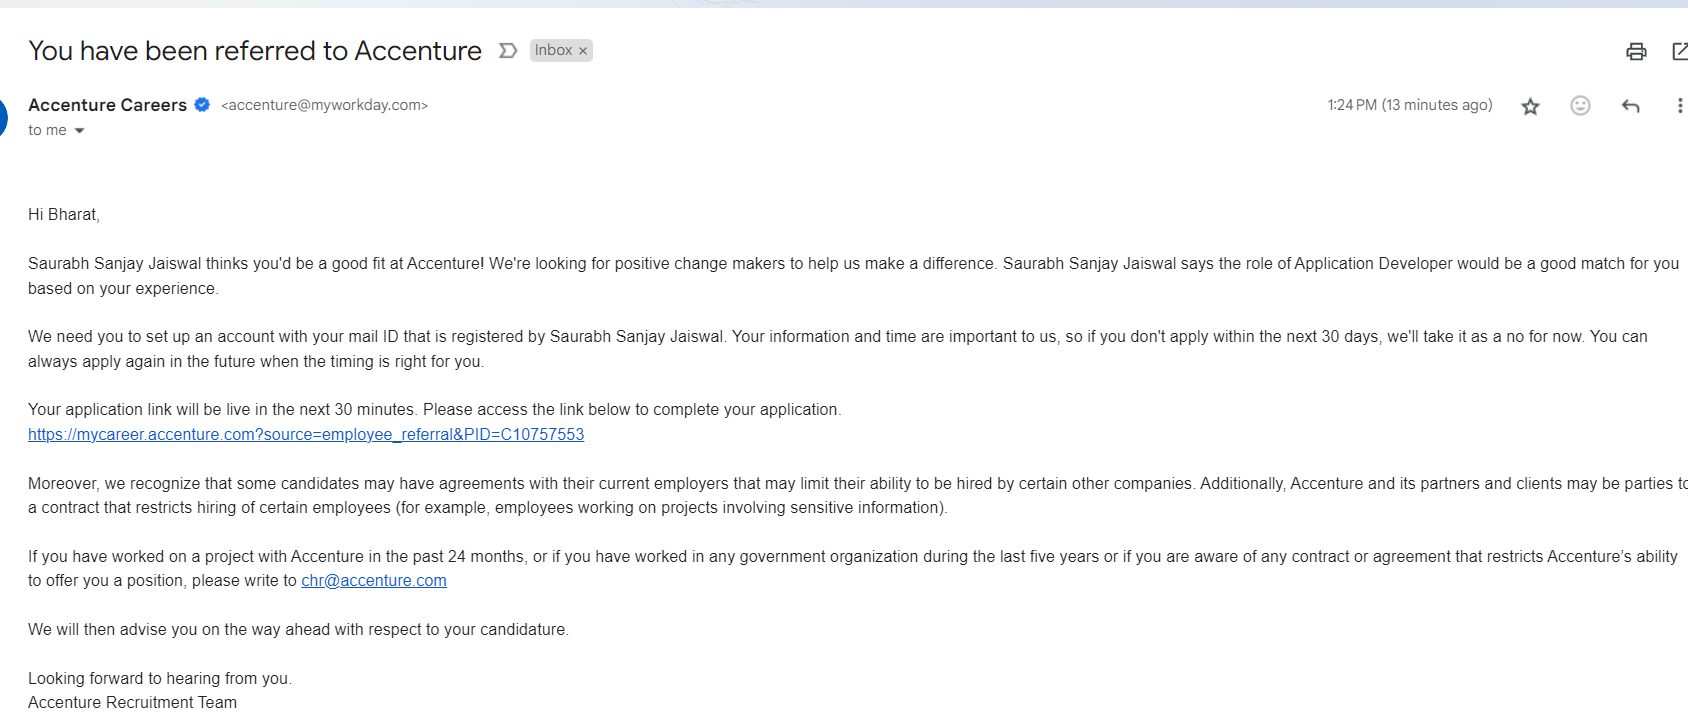 You have been referred to Accenture Inbox ×
Accenture Careers <accenture@myworkday.com> 1:24 PM (13 minutes ago)
to me
Hi Bharat,
Saurabh Sanjay Jaiswal thinks you'd be a good fit at Accenture! We're looking for positive change makers to help us make a difference. Saurabh Sanjay Jaiswal says the role of Application Developer would be a good match for you
based on your experience.
We need you to set up an account with your mail ID that is registered by Saurabh Sanjay Jaiswal. Your information and time are important to us, so if you don't apply within the next 30 days, we'll take it as a no for now. You can
always apply again in the future when the timing is right for you.
Your application link will be live in the next 30 minutes. Please access the link below to complete your application.
https://mycareer.accenture.com?source=employee_referral&PID=C10757553
Moreover, we recognize that some candidates may have agreements with their current employers that may limit their ability to be hired by certain other companies. Additionally, Accenture and its partners and clients may be parties to
a contract that restricts hiring of certain employees (for example, employees working on projects involving sensitive information).
If you have worked on a project with Accenture in the past 24 months, or if you have worked in any government organization during the last five years or if you are aware of any contract or agreement that restricts Accenture’s ability
to offer you a position, please write to chr@accenture.com
We will then advise you on the way ahead with respect to your candidature.
Looking forward to hearing from you.
Accenture Recruitment Team